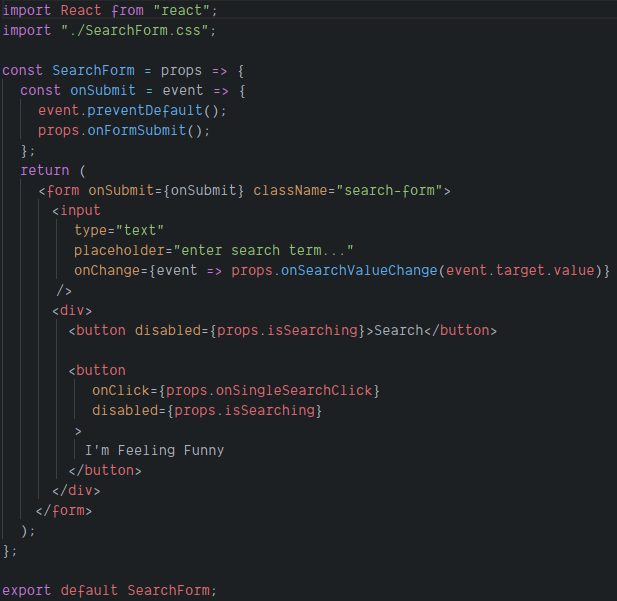 import React from "react";
import "./SearchForm.css";

const SearchForm = props => {
  const onSubmit = event => {
    event.preventDefault();
    props.onFormSubmit();
  };
  return (
    <form onSubmit={onSubmit} className="search-form">
      <input
        type="text"
        placeholder="enter search term..."
        onChange={event => props.onSearchValueChange(event.target.value)}
      />
      <div>
        <button disabled={props.isSearching}>Search</button>

        <button
          onClick={props.onSingleSearchClick}
          disabled={props.isSearching}
        >
          I'm Feeling Funny
        </button>
      </div>
    </form>
  );
};

export default SearchForm;